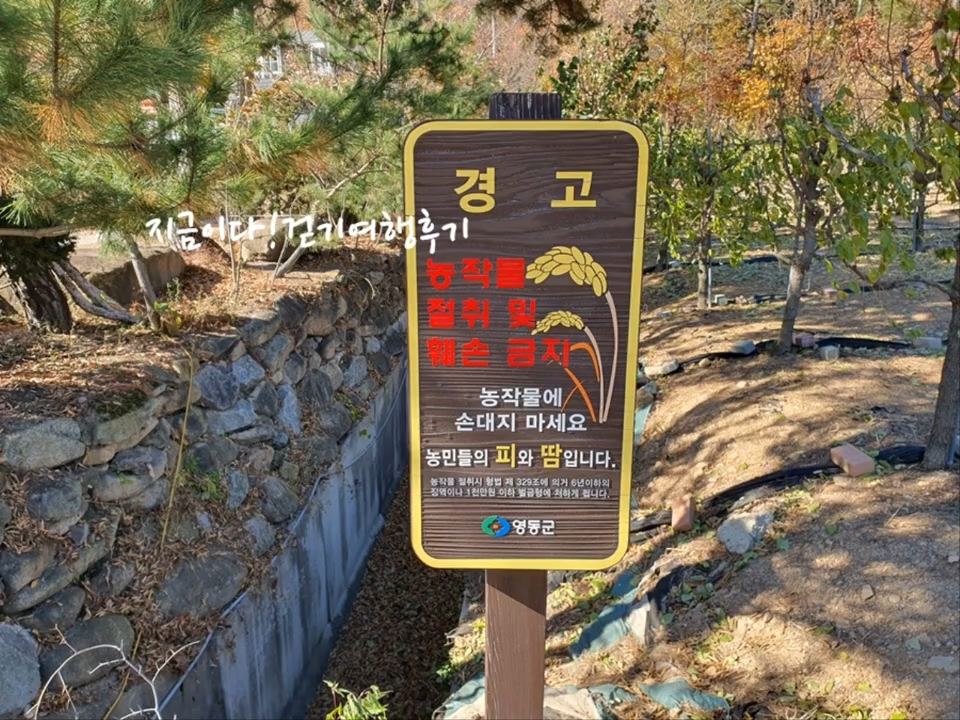 경 고
지금이다!걷기여행후기
농작물
절취 및
훼손 금지
농작물에
손대지 마세요
농민들의 피와 땀입니다.
농작물 절취시 형법 제 329조에 의거 6년이하의
징역이나 1천만원 이하 벌금형에 처하게 됩니다.
영동군